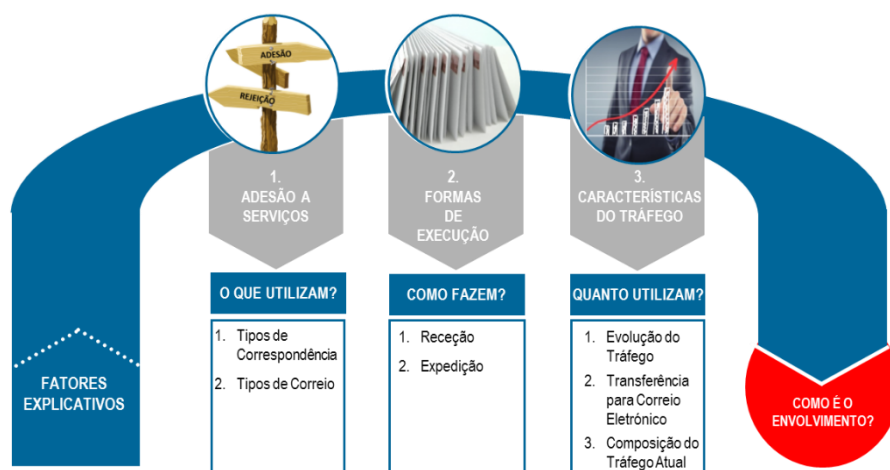 ADESÃO
REJEIÇÃO
1.
ADESÃO A
SERVIÇOS
2.
FORMAS
DE
EXECUÇÃO
3.
CARACTERÍSTICAS
DO TRÁFEGO
O QUE UTILIZAM?
COMO FAZEM?
QUANTO UTILIZAM?
1. Tipos de
Correspondência
2. Tipos de Correio
1. Receção
2. Expedição
1. Evolução do
Tráfego
2. Transferência
para Correio
Eletrónico
3. Composição do
Tráfego Atual
FATORES
EXPLICATIVOS
COMO É O
ENVOLVIMENTO?